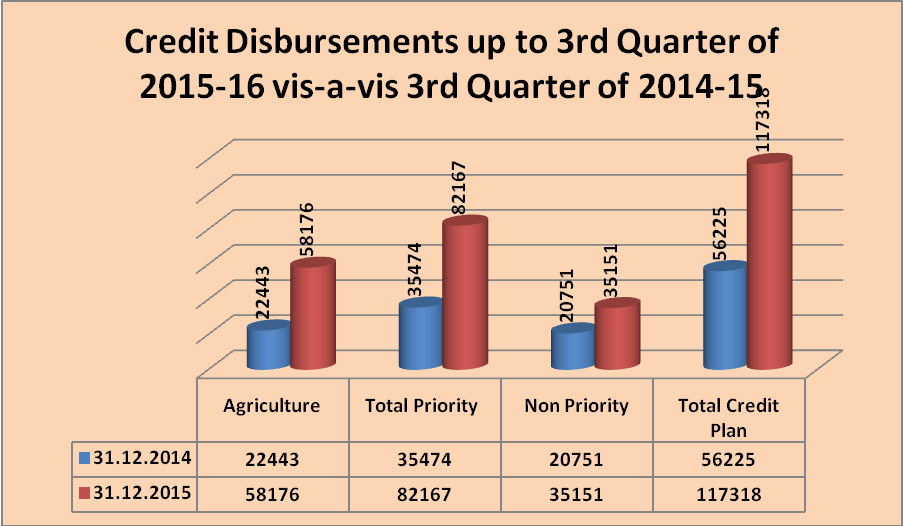 Credit Disbursements up to 3rd Quarter of
2015-16 vis-a-vis 3rd Quarter of 2014-15
22443
58176
35474
82167
20751
35151
56225
117318
Agriculture Total Priority Non Priority Total Credit
Plan
31.12.2014 22443 35474 20751 56225
31.12.2015 58176 82167 35151 117318